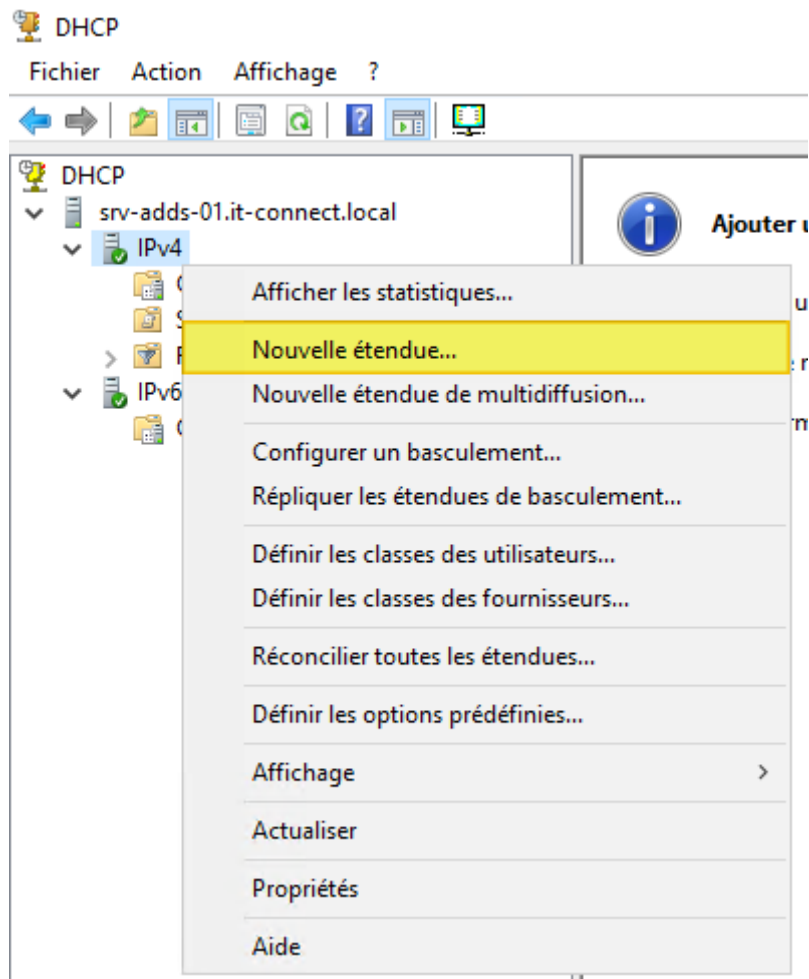 DHCP
Fichier Action Affichage ?
DHCP
srv-adds-01.it-connect.local
IPv4
IPv6
Ajouter
Afficher les statistiques...
Nouvelle étendue...
Nouvelle étendue de multidiffusion...
Configurer un basculement...
Répliquer les étendues de basculement...
Définir les classes des utilisateurs...
Définir les classes des fournisseurs...
Réconcilier toutes les étendues...
Définir les options prédéfinies...
Affichage
Actualiser
Propriétés
Aide